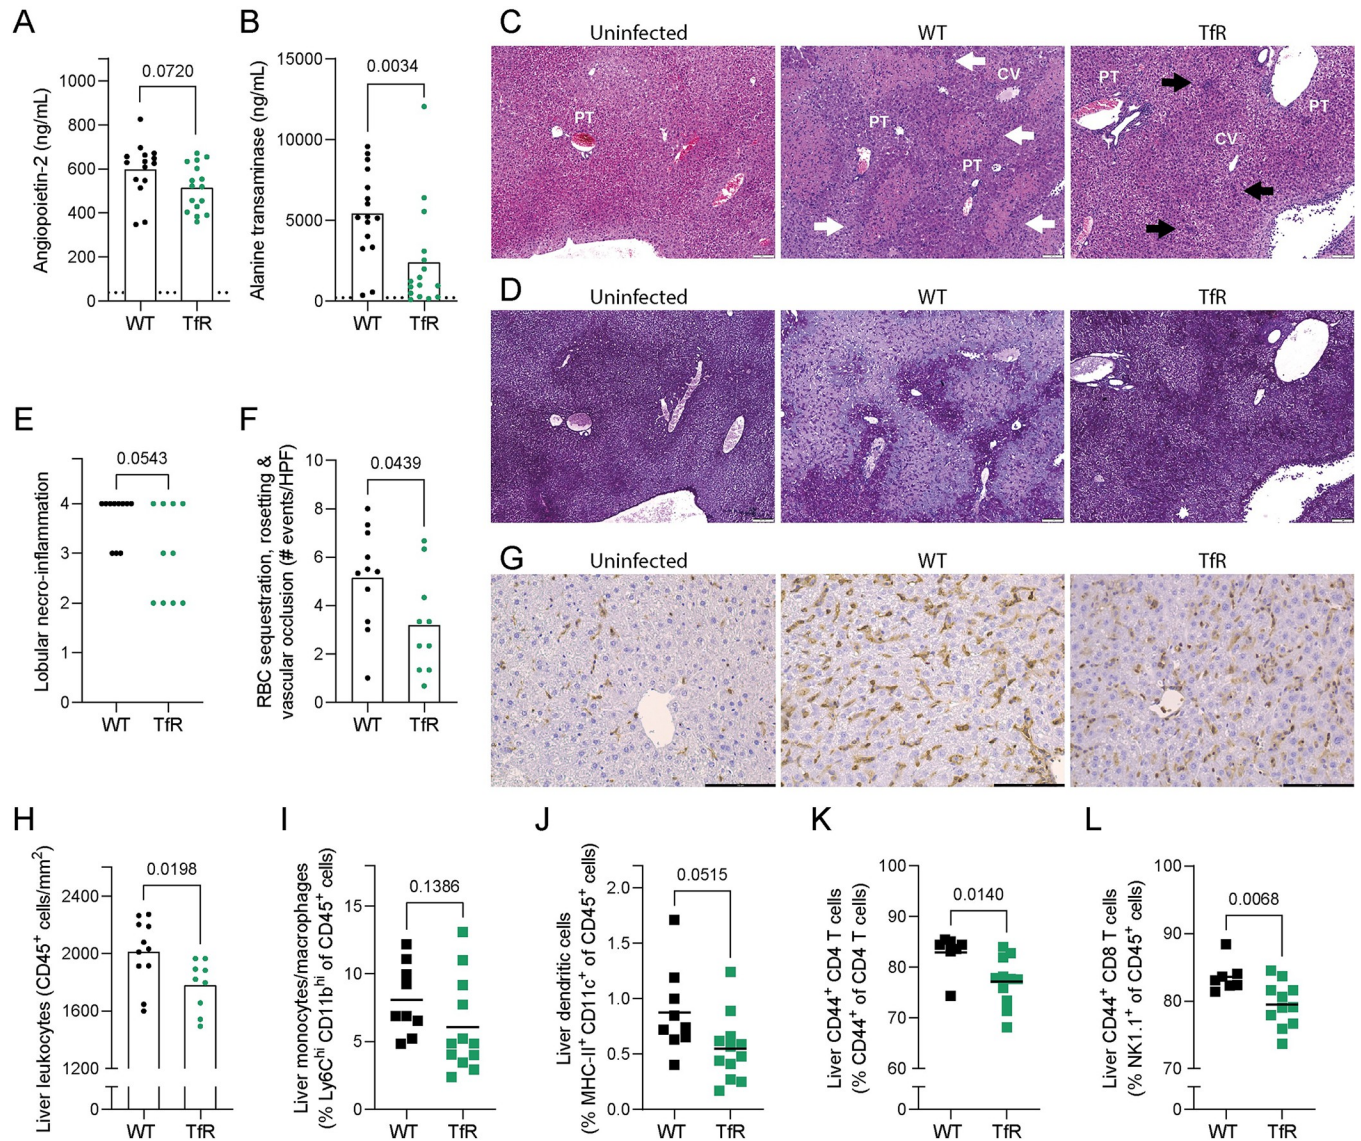 A
Angiopoietin-2 (ng/mL)
1000
800
600
400
200
0
0.0720
WT
TfR
B
Alanine transaminase (ng/mL)
15000
10000
5000
0
0.0034
WT
TfR
C
Uninfected
WT
TfR
PT
PT
PT
CV
PT
PT
CV
D
Uninfected
WT
TfR
E
Lobular necro-inflamation
4
3
2
1
0
0.0543
WT
TfR
F
RBC sequestration, rosetting &
vascular occlusion (# events/HPF)
10
8
6
4
2
0
0.0439
WT
TfR
G
Uninfected
WT
TfR
H
Liver leukocytes (CD45⁺ cells/mm²)
2400
2000
1600
1200
0
0.0198
WT
TfR
I
Liver monocytes/macrophages
(% Ly6Cʰⁱ CD11bʰⁱ of CD45⁺ cells)
15
10
5
0
0.1386
WT
TfR
J
Liver dendritic cells
(% MHC-II⁺ CD11c⁺ of CD45⁺ cells)
2.0
1.5
1.0
0.5
0.0
0.0515
WT
TfR
K
Liver CD44⁺ CD4 T cells
(% CD44⁺ of CD4 T cells)
100
90
80
70
60
0
0.0140
WT
TfR
L
Liver CD44⁺ CD8 T cells
(% NK1.1⁺ of CD45⁺ cells)
100
90
80
70
0
0.0068
WT
TfR